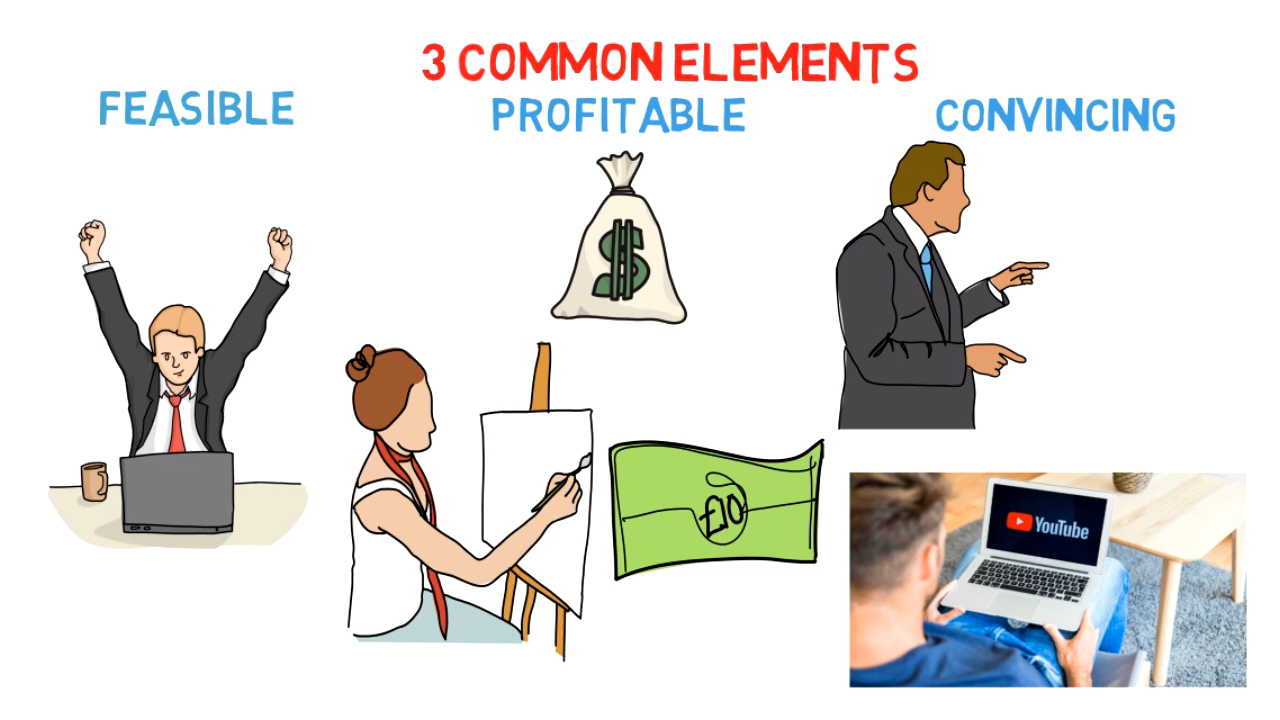 3 COMMON ELEMENTS
FEASIBLE
PROFITABLE
CONVINCING
$
£10
YouTube